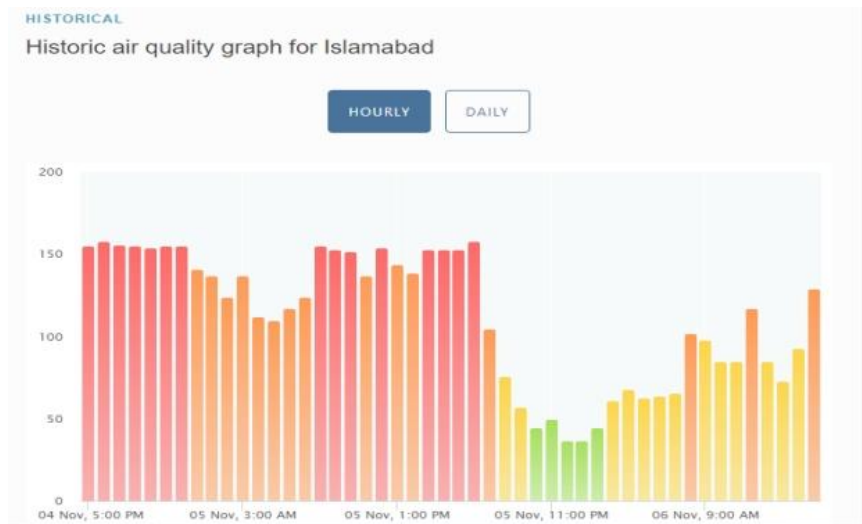 HISTORICAL
Historic air quality graph for Islamabad
HOURLY DAILY
200
150
100
50
0
04 Nov, 5:00 PM 05 Nov, 3:00 AM 05 Nov, 1:00 PM 05 Nov, 11:00 PM 06 Nov, 9:00 AM